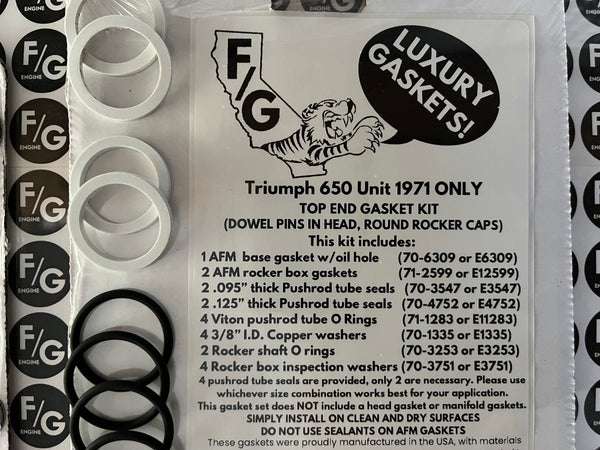 F/G
ENGINE
F/G
LUXURY
GASKETS!
Triumph 650 Unit 1971 ONLY
TOP END GASKET KIT
(DOWEL PINS IN HEAD, ROUND ROCKER CAPS)
This kit includes:
1 AFM base gasket w/oil hole (70-6309 or E6309)
2 AFM rocker box gaskets (71-2599 or E12599)
2 .095" thick Pushrod tube seals (70-3547 or E3547)
2 .125" thick Pushrod tube seals (70-4752 or E4752)
4 Viton pushrod tube O Rings (71-1283 or E11283)
4 3/8" I.D. Copper washers (70-1335 or E1335)
2 Rocker shaft O rings (70-3253 or E3253)
4 Rocker box inspection washers (70-3751 or E3751)
4 pushrod tube seals are provided, only 2 are necessary. Please use
whichever size combination works best for your application.
This gasket set does NOT include a head gasket or manifold gaskets.
SIMPLY INSTALL ON CLEAN AND DRY SURFACES
DO NOT USE SEALANTS ON AFM GASKETS
These gaskets were proudly manufactured in the USA, with materials